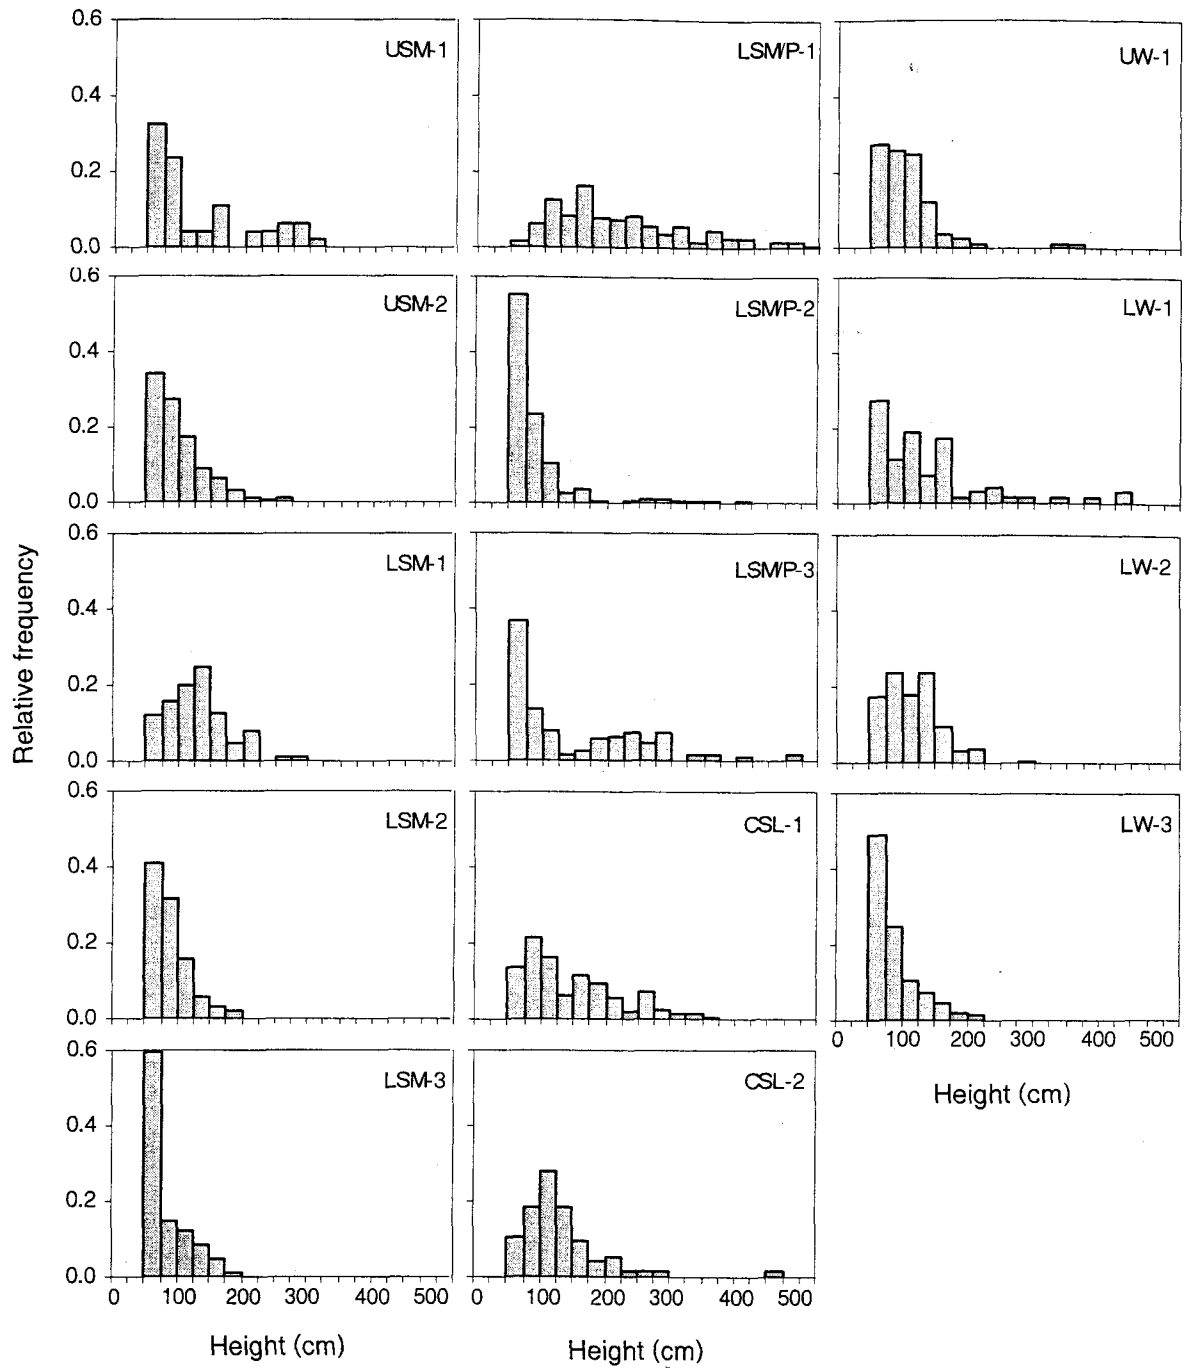 0.6
USM-1
LSM/P-1
UW-1
0.4
0.2
0.0
0.6
USM-2
LSM/P-2
LW-1
0.4
0.2
0.0
Relative frequency
0.6
LSM-1
LSM/P-3
LW-2
0.4
0.2
0.0
0.6
LSM-2
CSL-1
LW-3
0.4
0.2
0.0
0 100 200 300 400 500
Height (cm)
0.6
LSM-3
CSL-2
0.4
0.2
0.0
0 100 200 300 400 500
0 100 200 300 400 500
Height (cm)
Height (cm)